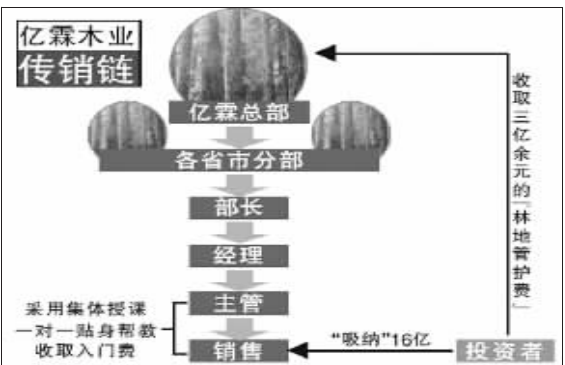 亿霖木业
传销链
亿霖总部
各省市分部
部长
经理
主管
销售
采用集体授课
一对一贴身帮教
收取入门费
“吸纳”16亿
投资者
收取三亿余元的「林地管护费」